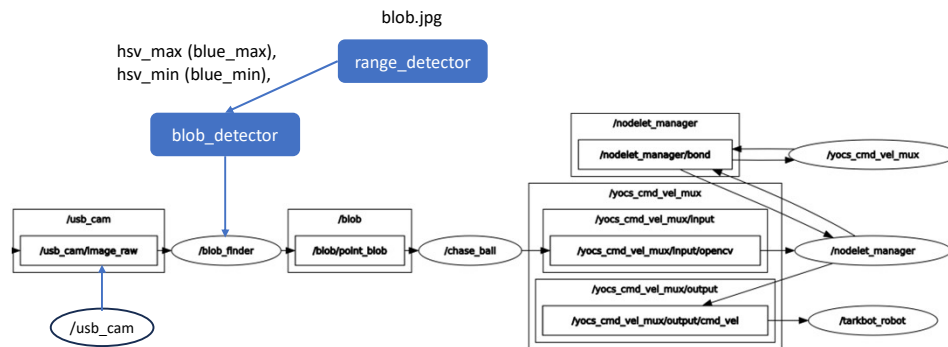 blob.jpg
hsv_max (blue_max),
hsv_min (blue_min),
range_detector
blob_detector
/nodelet_manager
/nodelet_manager/bond
/yocs_cmd_vel_mux
/yocs_cmd_vel_mux
/usb_cam
/blob
/yocs_cmd_vel_mux/input
/usb_cam/image_raw
/blob_finder
/blob/point_blob
/chase_ball
/yocs_cmd_vel_mux/input/opencv
/nodelet_manager
/yocs_cmd_vel_mux/output
/usb_cam
/yocs_cmd_vel_mux/output/cmd_vel
/tarkbot_robot